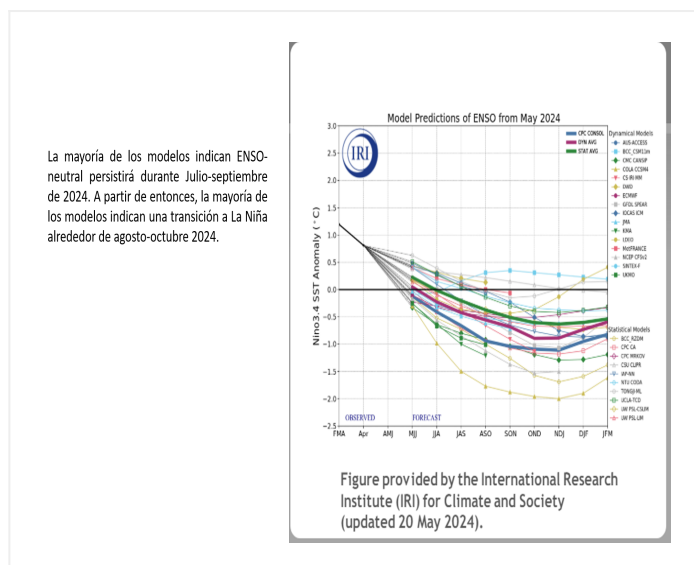 La mayoría de los modelos indican ENSO-
neutral persistirá durante Julio-septiembre
de 2024. A partir de entonces, la mayoría de
los modelos indican una transición a La Niña
alrededor de agosto-octubre 2024.
Model Predictions of ENSO from May 2024
IRI
CPC CONSOL
DYN AVG
STAT AVG
Dynamical Models
AUS-ACCESS
BCC_CSM11m
CMC CANSIP
COLA CCSM4
CS-IRI-MM
DWD
ECMWF
GFDL SPEAR
IOCAS ICM
JMA
KMA
LDEO
MetFRANCE
NCEP CFSv2
SINTEX-F
UKMO
Statistical Models
BCC_RZDM
CPC CA
CPC MRKOV
CSU CLIPR
IAP-NN
NTU CODA
TONGJI-ML
UCLA-TCD
UW PSL-CSLIM
UW PSL-LIM
Nino3.4 SST Anomaly (°C)
3.0
2.5
2.0
1.5
1.0
0.5
0.0
−0.5
−1.0
−1.5
−2.0
−2.5
OBSERVED FORECAST
FMA Apr AMJ MJJ JJA JAS ASO SON OND NDJ DJF JFM
Figure provided by the International Research
Institute (IRI) for Climate and Society
(updated 20 May 2024).